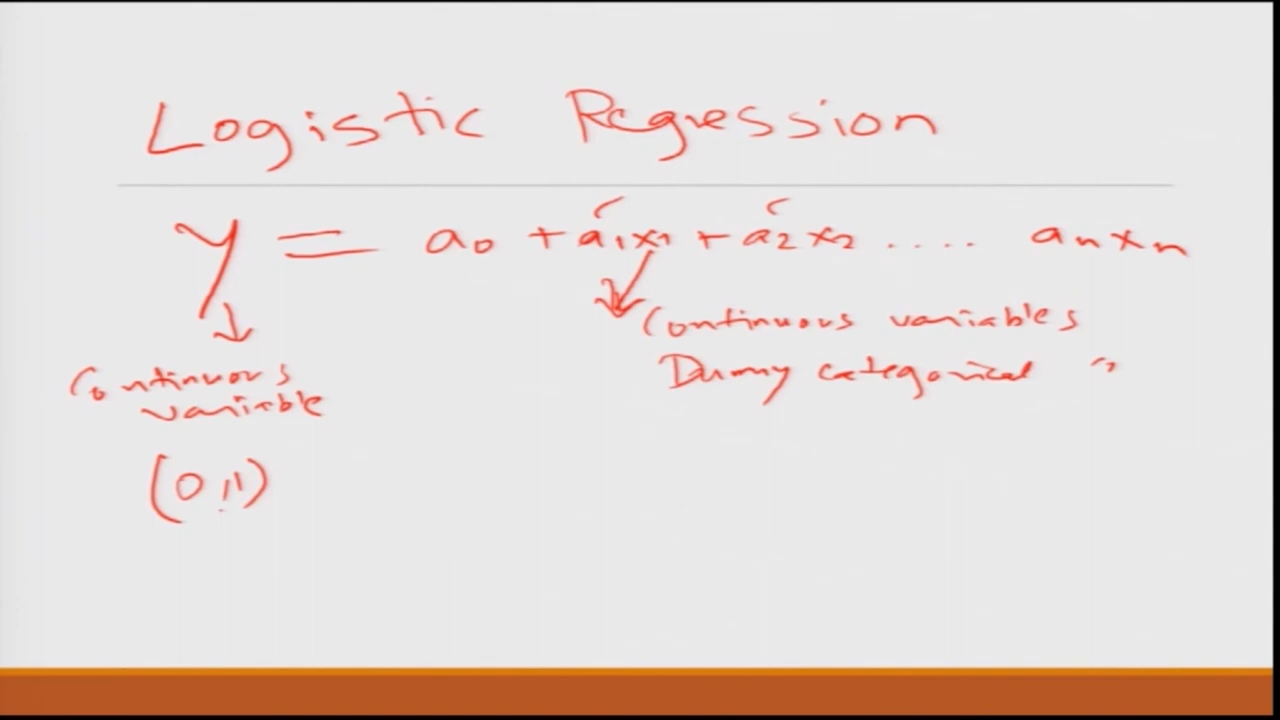 Logistic Regression
y = a0 + a1x1 + a2x2 ..... anxn
Continuous variables
Dummy categorical "
Continuous
variable
(0,1)